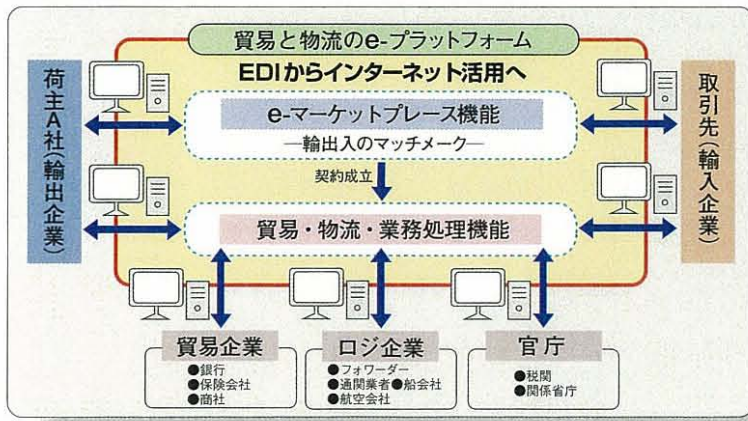 貿易と物流のe-プラットフォーム
EDIからインターネット活用へ
荷主A社(輸出企業)
e-マーケットプレース機能
―輸出入のマッチメーク―
取引先(輸入企業)
契約成立
貿易・物流・業務処理機能
貿易企業
●銀行
●保険会社
●商社
ロジ企業
●フォワーダー
●通関業者●船会社
●航空会社
官庁
●税関
●関係省庁